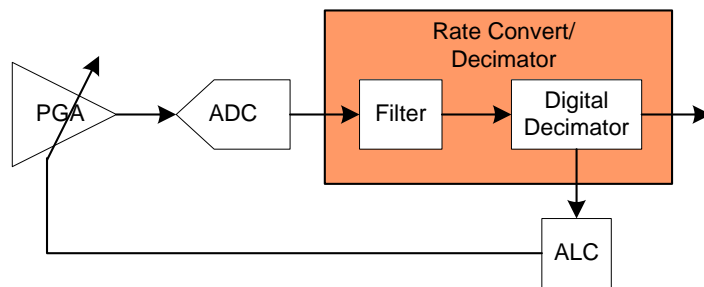 Rate Convert/
Decimator
PGA
ADC
Filter
Digital
Decimator
ALC